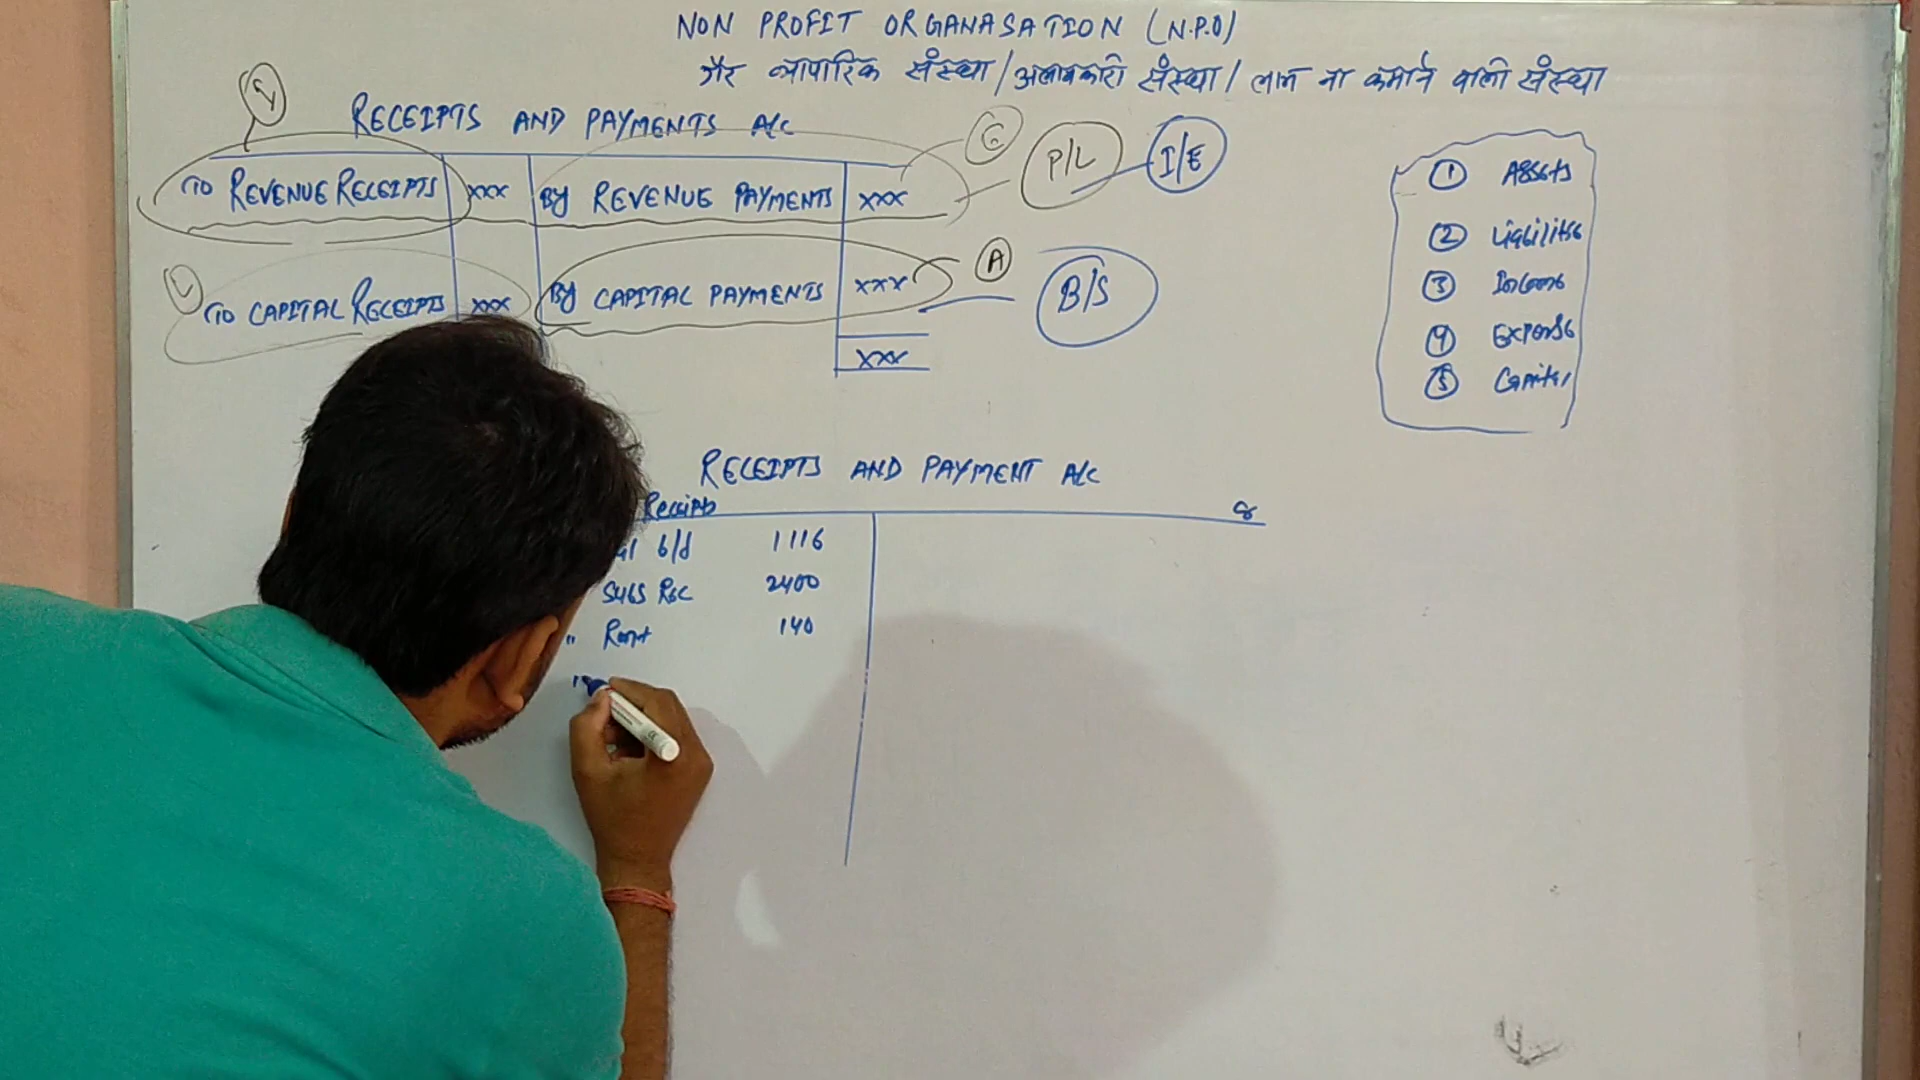 NON PROFIT ORGANASATION (N.P.O)
गैर व्यापारिक संस्था / अलाभकारी संस्था / लाभ ना कमाने वाली संस्था
RECEIPTS AND PAYMENTS A/C
TO REVENUE RECEIPTS xxx By REVENUE PAYMENTS xxx
TO CAPITAL RECEIPTS xxx By CAPITAL PAYMENTS xxx
xxx
P/L I/E
A B/S
① Assets
② Liabilities
③ Income
④ Expense
⑤ Capital
RECEIPTS AND PAYMENT A/C
Receipts
b/d 1116
Subs Rec 2400
" Rent 140